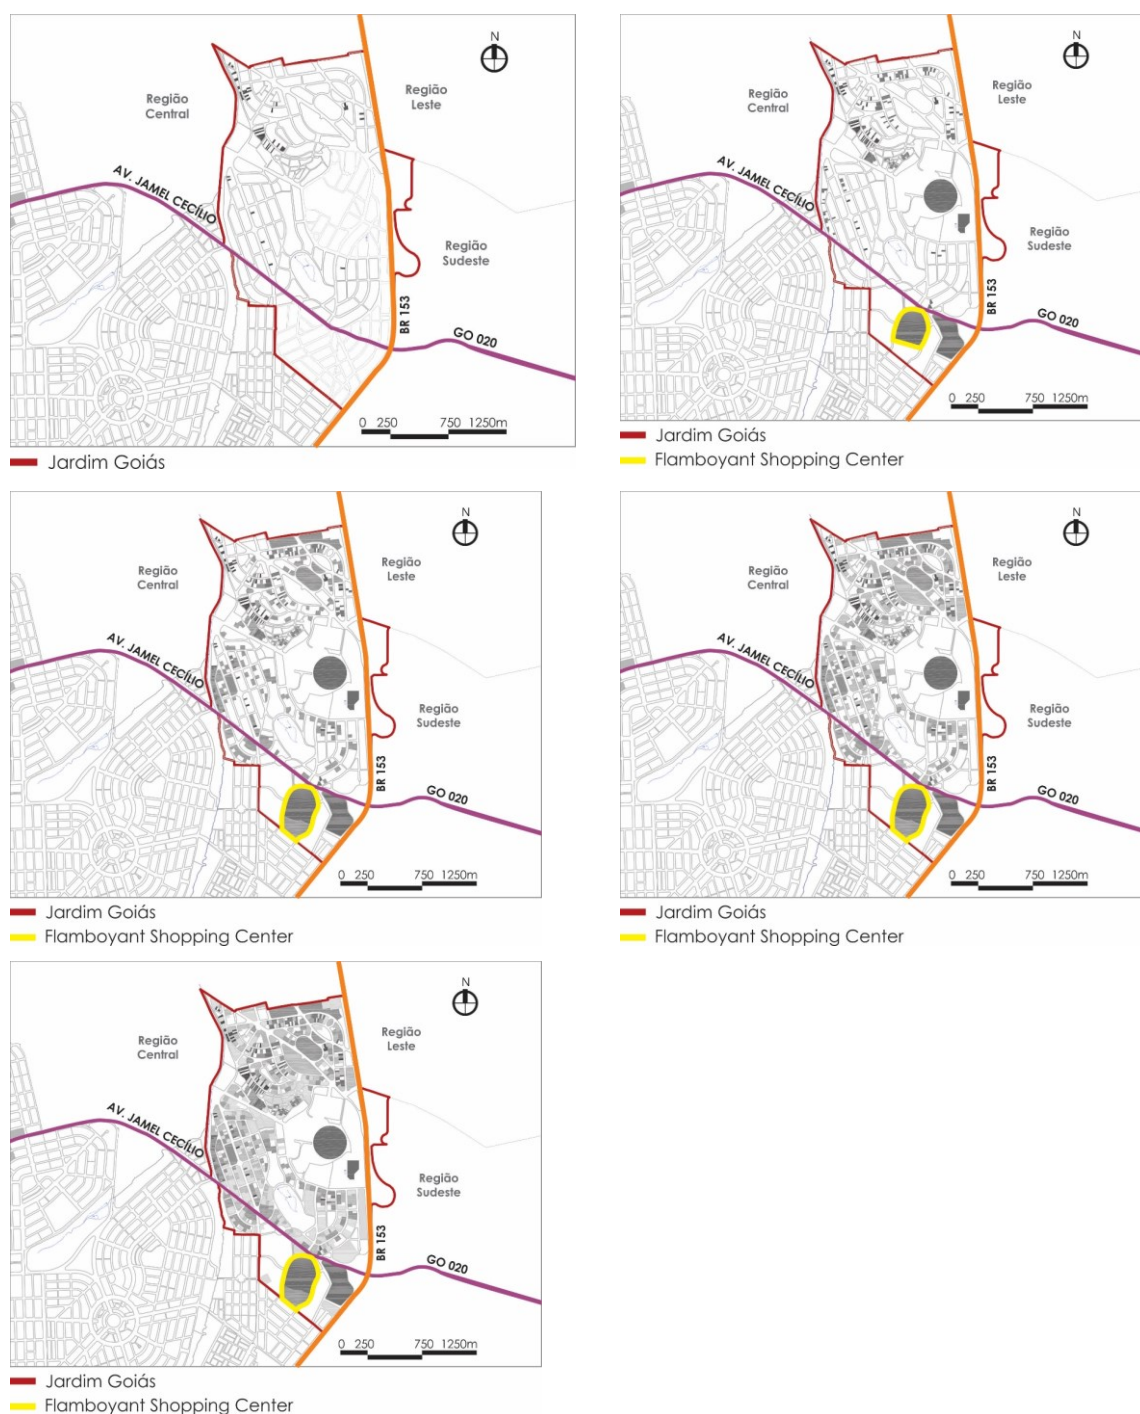 N
Região
Central
Região
Leste
AV. JAMEL CECÍLIO
Região
Sudeste
BR 153
GO 020
0 250 750 1250m
Jardim Goiás
N
Região
Central
Região
Leste
AV. JAMEL CECÍLIO
Região
Sudeste
BR 153
GO 020
0 250 750 1250m
Jardim Goiás
Flamboyant Shopping Center
N
Região
Central
Região
Leste
AV. JAMEL CECÍLIO
Região
Sudeste
BR 153
GO 020
0 250 750 1250m
Jardim Goiás
Flamboyant Shopping Center
N
Região
Central
Região
Leste
AV. JAMEL CECÍLIO
Região
Sudeste
BR 153
GO 020
0 250 750 1250m
Jardim Goiás
Flamboyant Shopping Center
N
Região
Central
Região
Leste
AV. JAMEL CECÍLIO
Região
Sudeste
BR 153
GO 020
0 250 750 1250m
Jardim Goiás
Flamboyant Shopping Center